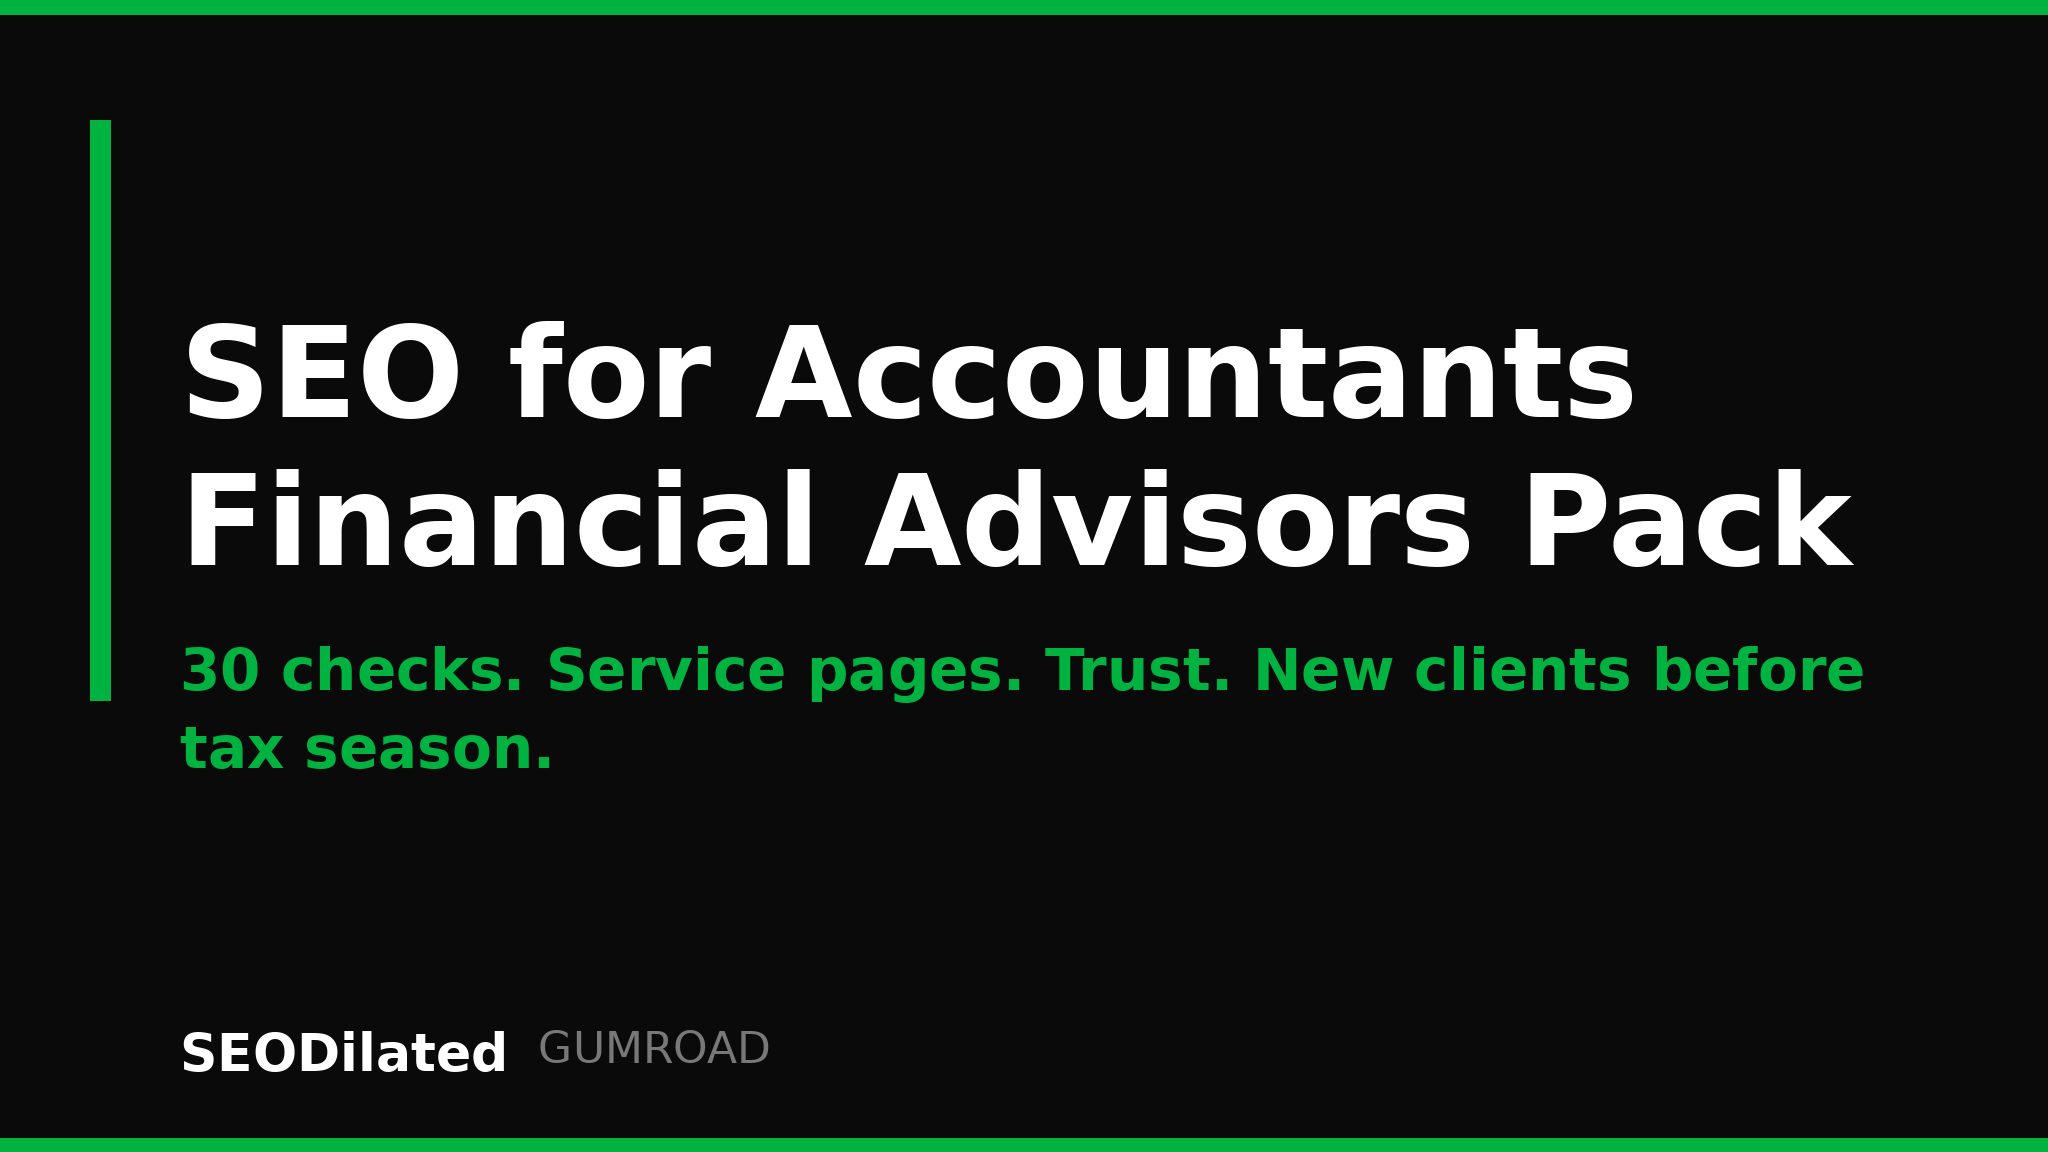 SEO for Accountants
Financial Advisors Pack
30 checks. Service pages. Trust. New clients before
tax season.
SEODilated GUMROAD